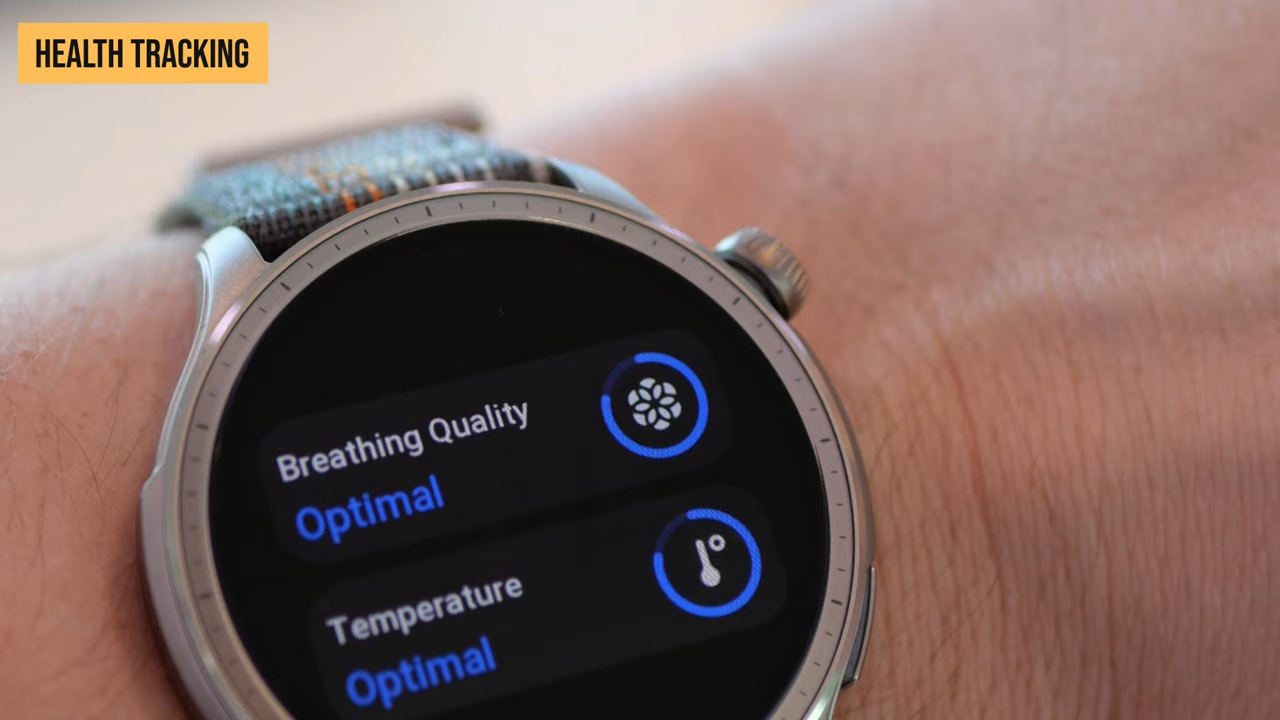 HEALTH TRACKING
Breathing Quality
Optimal
Temperature
Optimal